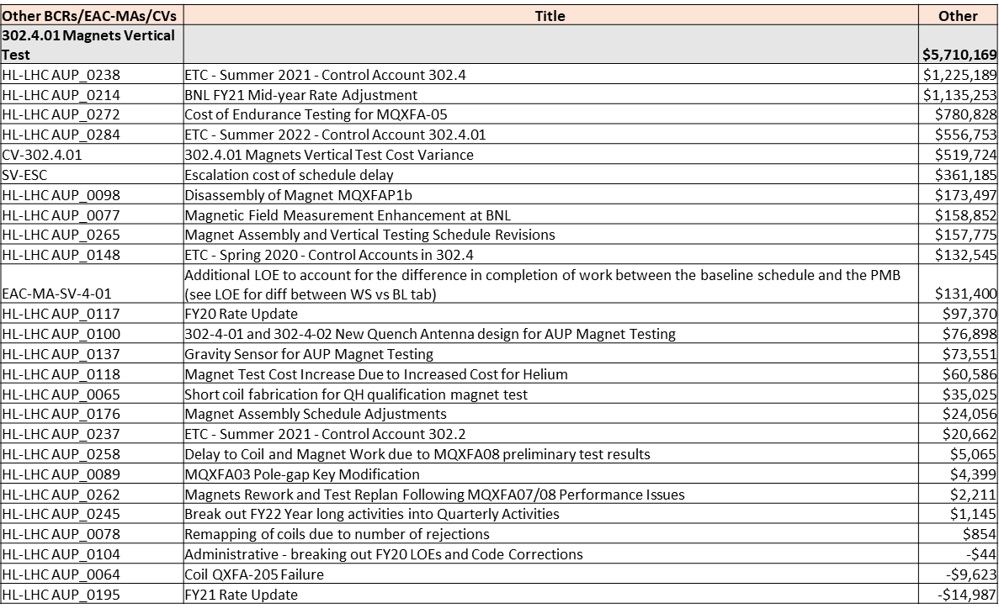 Other BCRs/EAC-MAs/CVs Title Other
302.4.01 Magnets Vertical
Test $5,710,169
HL-LHC AUP_0238 ETC - Summer 2021 - Control Account 302.4 $1,225,189
HL-LHC AUP_0214 BNL FY21 Mid-year Rate Adjustment $1,135,253
HL-LHC AUP_0272 Cost of Endurance Testing for MQXFA-05 $780,828
HL-LHC AUP_0284 ETC - Summer 2022 - Control Account 302.4.01 $556,753
CV-302.4.01 302.4.01 Magnets Vertical Test Cost Variance $519,724
SV-ESC Escalation cost of schedule delay $361,185
HL-LHC AUP_0098 Disassembly of Magnet MQXFAP1b $173,497
HL-LHC AUP_0077 Magnetic Field Measurement Enhancement at BNL $158,852
HL-LHC AUP_0265 Magnet Assembly and Vertical Testing Schedule Revisions $157,775
HL-LHC AUP_0148 ETC - Spring 2020 - Control Accounts in 302.4 $132,545
Additional LOE to account for the difference in completion of work between the baseline schedule and the PMB
EAC-MA-SV-4-01 (see LOE for diff between WS vs BL tab) $131,400
HL-LHC AUP_0117 FY20 Rate Update $97,370
HL-LHC AUP_0100 302-4-01 and 302-4-02 New Quench Antenna design for AUP Magnet Testing $76,898
HL-LHC AUP_0137 Gravity Sensor for AUP Magnet Testing $73,551
HL-LHC AUP_0118 Magnet Test Cost Increase Due to Increased Cost for Helium $60,586
HL-LHC AUP_0065 Short coil fabrication for QH qualification magnet test $35,025
HL-LHC AUP_0176 Magnet Assembly Schedule Adjustments $24,056
HL-LHC AUP_0237 ETC - Summer 2021 - Control Account 302.2 $20,662
HL-LHC AUP_0258 Delay to Coil and Magnet Work due to MQXFA08 preliminary test results $5,065
HL-LHC AUP_0089 MQXFA03 Pole-gap Key Modification $4,399
HL-LHC AUP_0262 Magnets Rework and Test Replan Following MQXFA07/08 Performance Issues $2,211
HL-LHC AUP_0245 Break out FY22 Year long activities into Quarterly Activities $1,145
HL-LHC AUP_0078 Remapping of coils due to number of rejections $854
HL-LHC AUP_0104 Administrative - breaking out FY20 LOEs and Code Corrections -$44
HL-LHC AUP_0064 Coil QXFA-205 Failure -$9,623
HL-LHC AUP_0195 FY21 Rate Update -$14,987